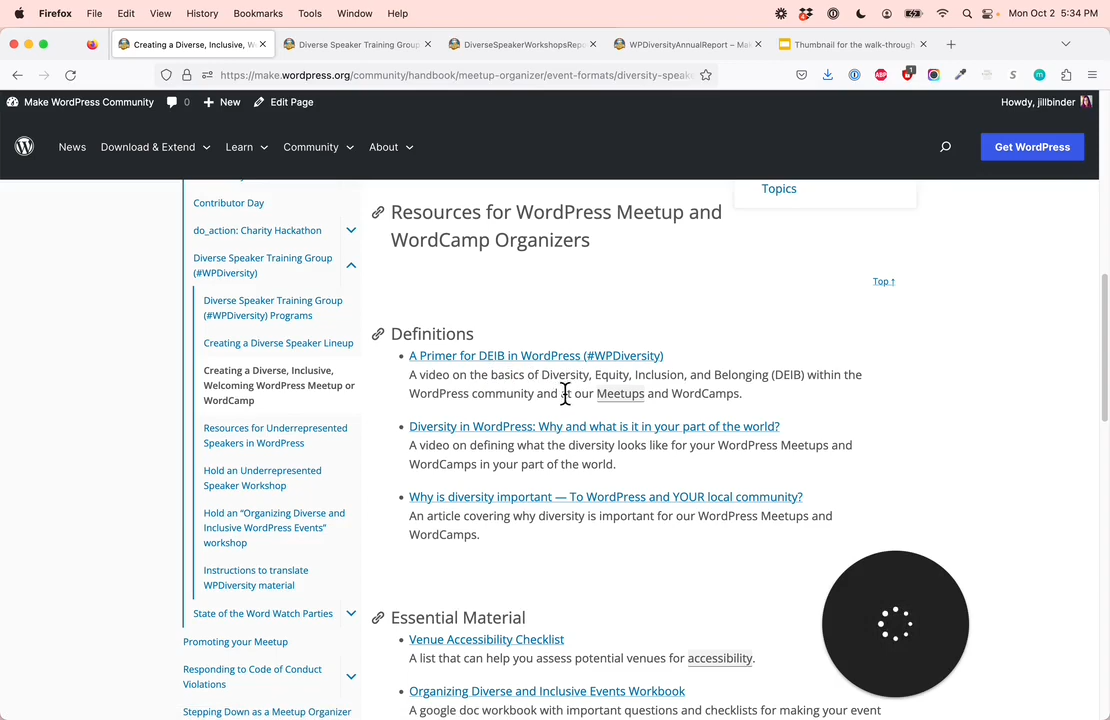 Firefox File Edit View History Bookmarks Tools Window Help Mon Oct 2 5:34 PM
Creating a Diverse, Inclusive, W
Diverse Speaker Training Group
DiverseSpeakerWorkshopsRepo
WPDiversityAnnualReport – Mak
Thumbnail for the walk-through
https://make.wordpress.org/community/handbook/meetup-organizer/event-formats/diversity-speake
ABP 1 S m
Make WordPress Community 0 New Edit Page Howdy, jillbinder
News Download & Extend Learn Community About Get WordPress
Topics
Contributor Day
do_action: Charity Hackathon
Diverse Speaker Training Group
(#WPDiversity)
Diverse Speaker Training Group
(#WPDiversity) Programs
Creating a Diverse Speaker Lineup
Creating a Diverse, Inclusive,
Welcoming WordPress Meetup or
WordCamp
Resources for Underrepresented
Speakers in WordPress
Hold an Underrepresented
Speaker Workshop
Hold an “Organizing Diverse and
Inclusive WordPress Events”
workshop
Instructions to translate
WPDiversity material
State of the Word Watch Parties
Promoting your Meetup
Responding to Code of Conduct
Violations
Stepping Down as a Meetup Organizer
Resources for WordPress Meetup and
WordCamp Organizers
Top ↑
Definitions
A Primer for DEIB in WordPress (#WPDiversity)
A video on the basics of Diversity, Equity, Inclusion, and Belonging (DEIB) within the
WordPress community and at our Meetups and WordCamps.
Diversity in WordPress: Why and what is it in your part of the world?
A video on defining what the diversity looks like for your WordPress Meetups and
WordCamps in your part of the world.
Why is diversity important — To WordPress and YOUR local community?
An article covering why diversity is important for our WordPress Meetups and
WordCamps.
Essential Material
Venue Accessibility Checklist
A list that can help you assess potential venues for accessibility.
Organizing Diverse and Inclusive Events Workbook
A google doc workbook with important questions and checklists for making your event